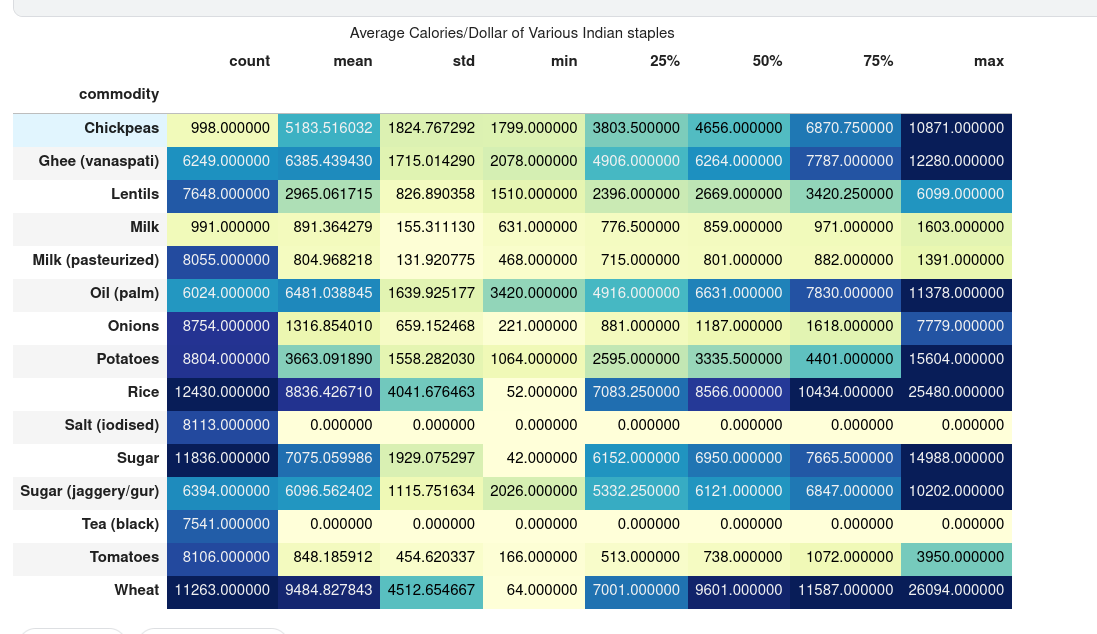 Average Calories/Dollar of Various Indian staples
count mean std min 25% 50% 75% max
commodity
Chickpeas 998.000000 5183.516032 1824.767292 1799.000000 3803.500000 4656.000000 6870.750000 10871.000000
Ghee (vanaspati) 6249.000000 6385.439430 1715.014290 2078.000000 4906.000000 6264.000000 7787.000000 12280.000000
Lentils 7648.000000 2965.061715 826.890358 1510.000000 2396.000000 2669.000000 3420.250000 6099.000000
Milk 991.000000 891.364279 155.311130 631.000000 776.500000 859.000000 971.000000 1603.000000
Milk (pasteurized) 8055.000000 804.968218 131.920775 468.000000 715.000000 801.000000 882.000000 1391.000000
Oil (palm) 6024.000000 6481.038845 1639.925177 3420.000000 4916.000000 6631.000000 7830.000000 11378.000000
Onions 8754.000000 1316.854010 659.152468 221.000000 881.000000 1187.000000 1618.000000 7779.000000
Potatoes 8804.000000 3663.091890 1558.282030 1064.000000 2595.000000 3335.500000 4401.000000 15604.000000
Rice 12430.000000 8836.426710 4041.676463 52.000000 7083.250000 8566.000000 10434.000000 25480.000000
Salt (iodised) 8113.000000 0.000000 0.000000 0.000000 0.000000 0.000000 0.000000 0.000000
Sugar 11836.000000 7075.059986 1929.075297 42.000000 6152.000000 6950.000000 7665.500000 14988.000000
Sugar (jaggery/gur) 6394.000000 6096.562402 1115.751634 2026.000000 5332.250000 6121.000000 6847.000000 10202.000000
Tea (black) 7541.000000 0.000000 0.000000 0.000000 0.000000 0.000000 0.000000 0.000000
Tomatoes 8106.000000 848.185912 454.620337 166.000000 513.000000 738.000000 1072.000000 3950.000000
Wheat 11263.000000 9484.827843 4512.654667 64.000000 7001.000000 9601.000000 11587.000000 26094.000000